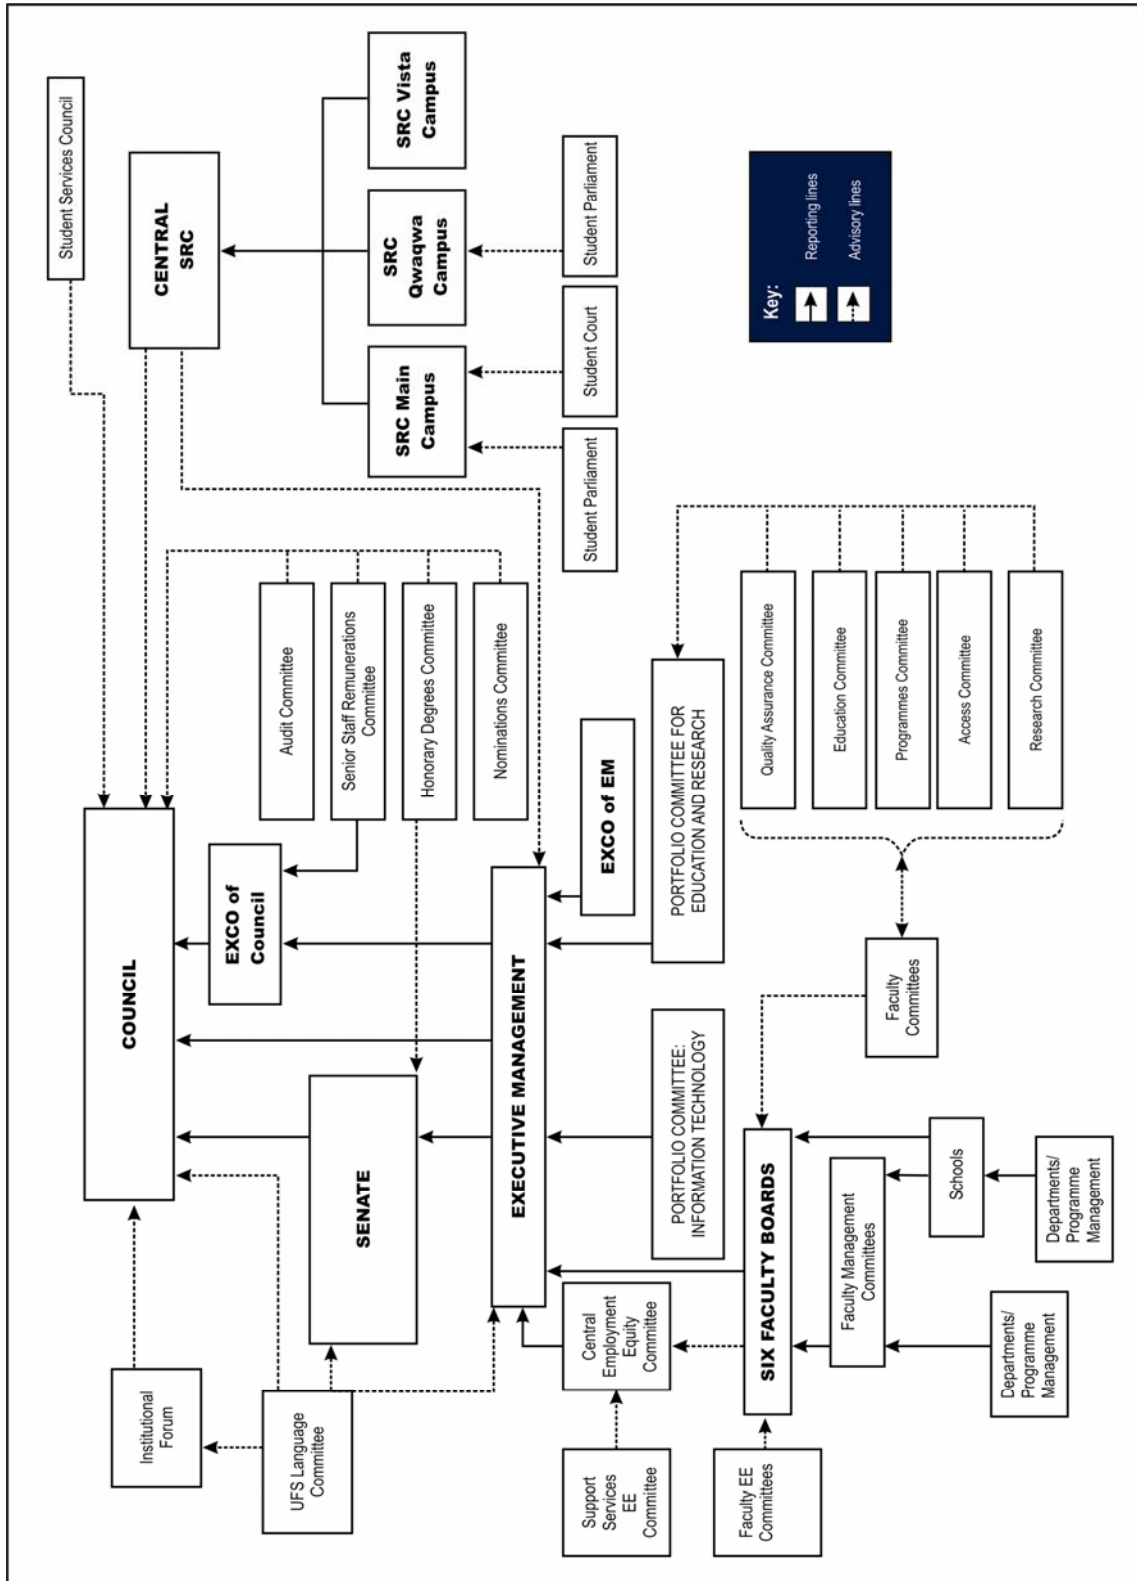 Student Services Council
CENTRAL
SRC
SRC Vista
Campus
SRC
Qwaqwa
Campus
SRC Main
Campus
Student Parliament
Student Court
Student Parliament
Key:
Reporting lines
Advisory lines
COUNCIL
EXCO of
Council
Audit Committee
Senior Staff Remunerations
Committee
Honorary Degrees Committee
Nominations Committee
Institutional
Forum
UFS Language
Committee
SENATE
EXECUTIVE MANAGEMENT
EXCO of EM
Support
Services
EE
Committee
Central
Employment
Equity
Committee
PORTFOLIO COMMITTEE:
INFORMATION TECHNOLOGY
PORTFOLIO COMMITTEE FOR
EDUCATION AND RESEARCH
Faculty EE
Committees
SIX FACULTY BOARDS
Faculty
Committees
Quality Assurance Committee
Education Committee
Programmes Committee
Access Committee
Research Committee
Faculty Management
Committees
Schools
Departments/
Programme
Management
Departments/
Programme
Management